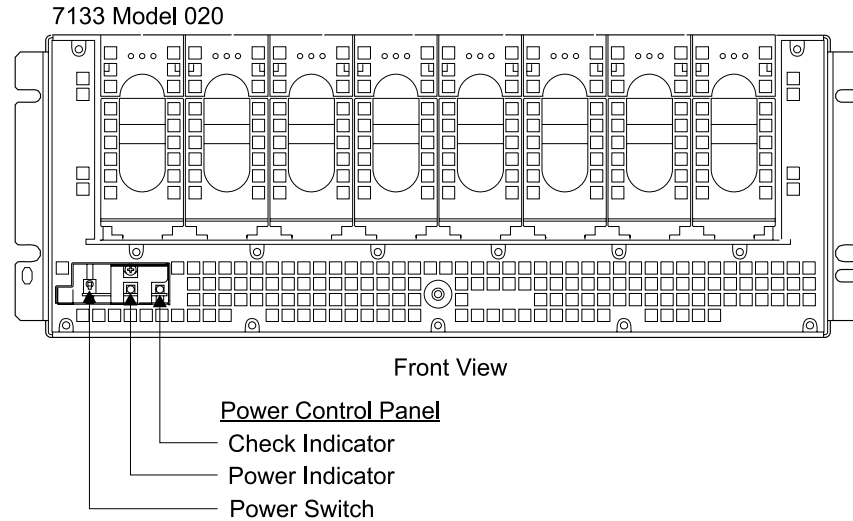 7133 Model 020
Front View
Power Control Panel
Check Indicator
Power Indicator
Power Switch